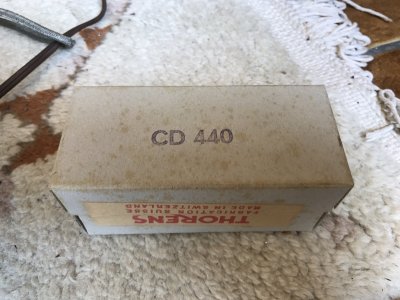 CD 440
THORENS
FABRICATION SUISSE
MADE IN SWITZERLAND